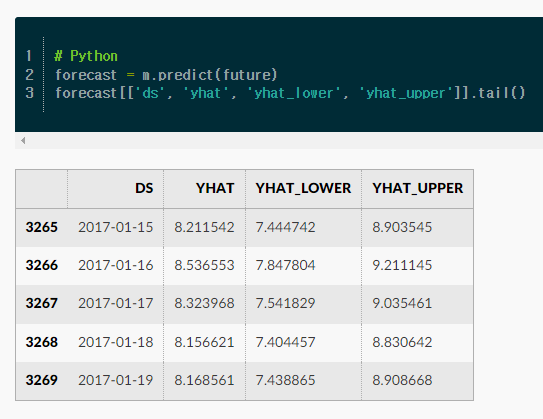 1 # Python
2 forecast = m.predict(future)
3 forecast[['ds', 'yhat', 'yhat_lower', 'yhat_upper']].tail()
DS YHAT YHAT_LOWER YHAT_UPPER
3265 2017-01-15 8.211542 7.444742 8.903545
3266 2017-01-16 8.536553 7.847804 9.211145
3267 2017-01-17 8.323968 7.541829 9.035461
3268 2017-01-18 8.156621 7.404457 8.830642
3269 2017-01-19 8.168561 7.438865 8.908668